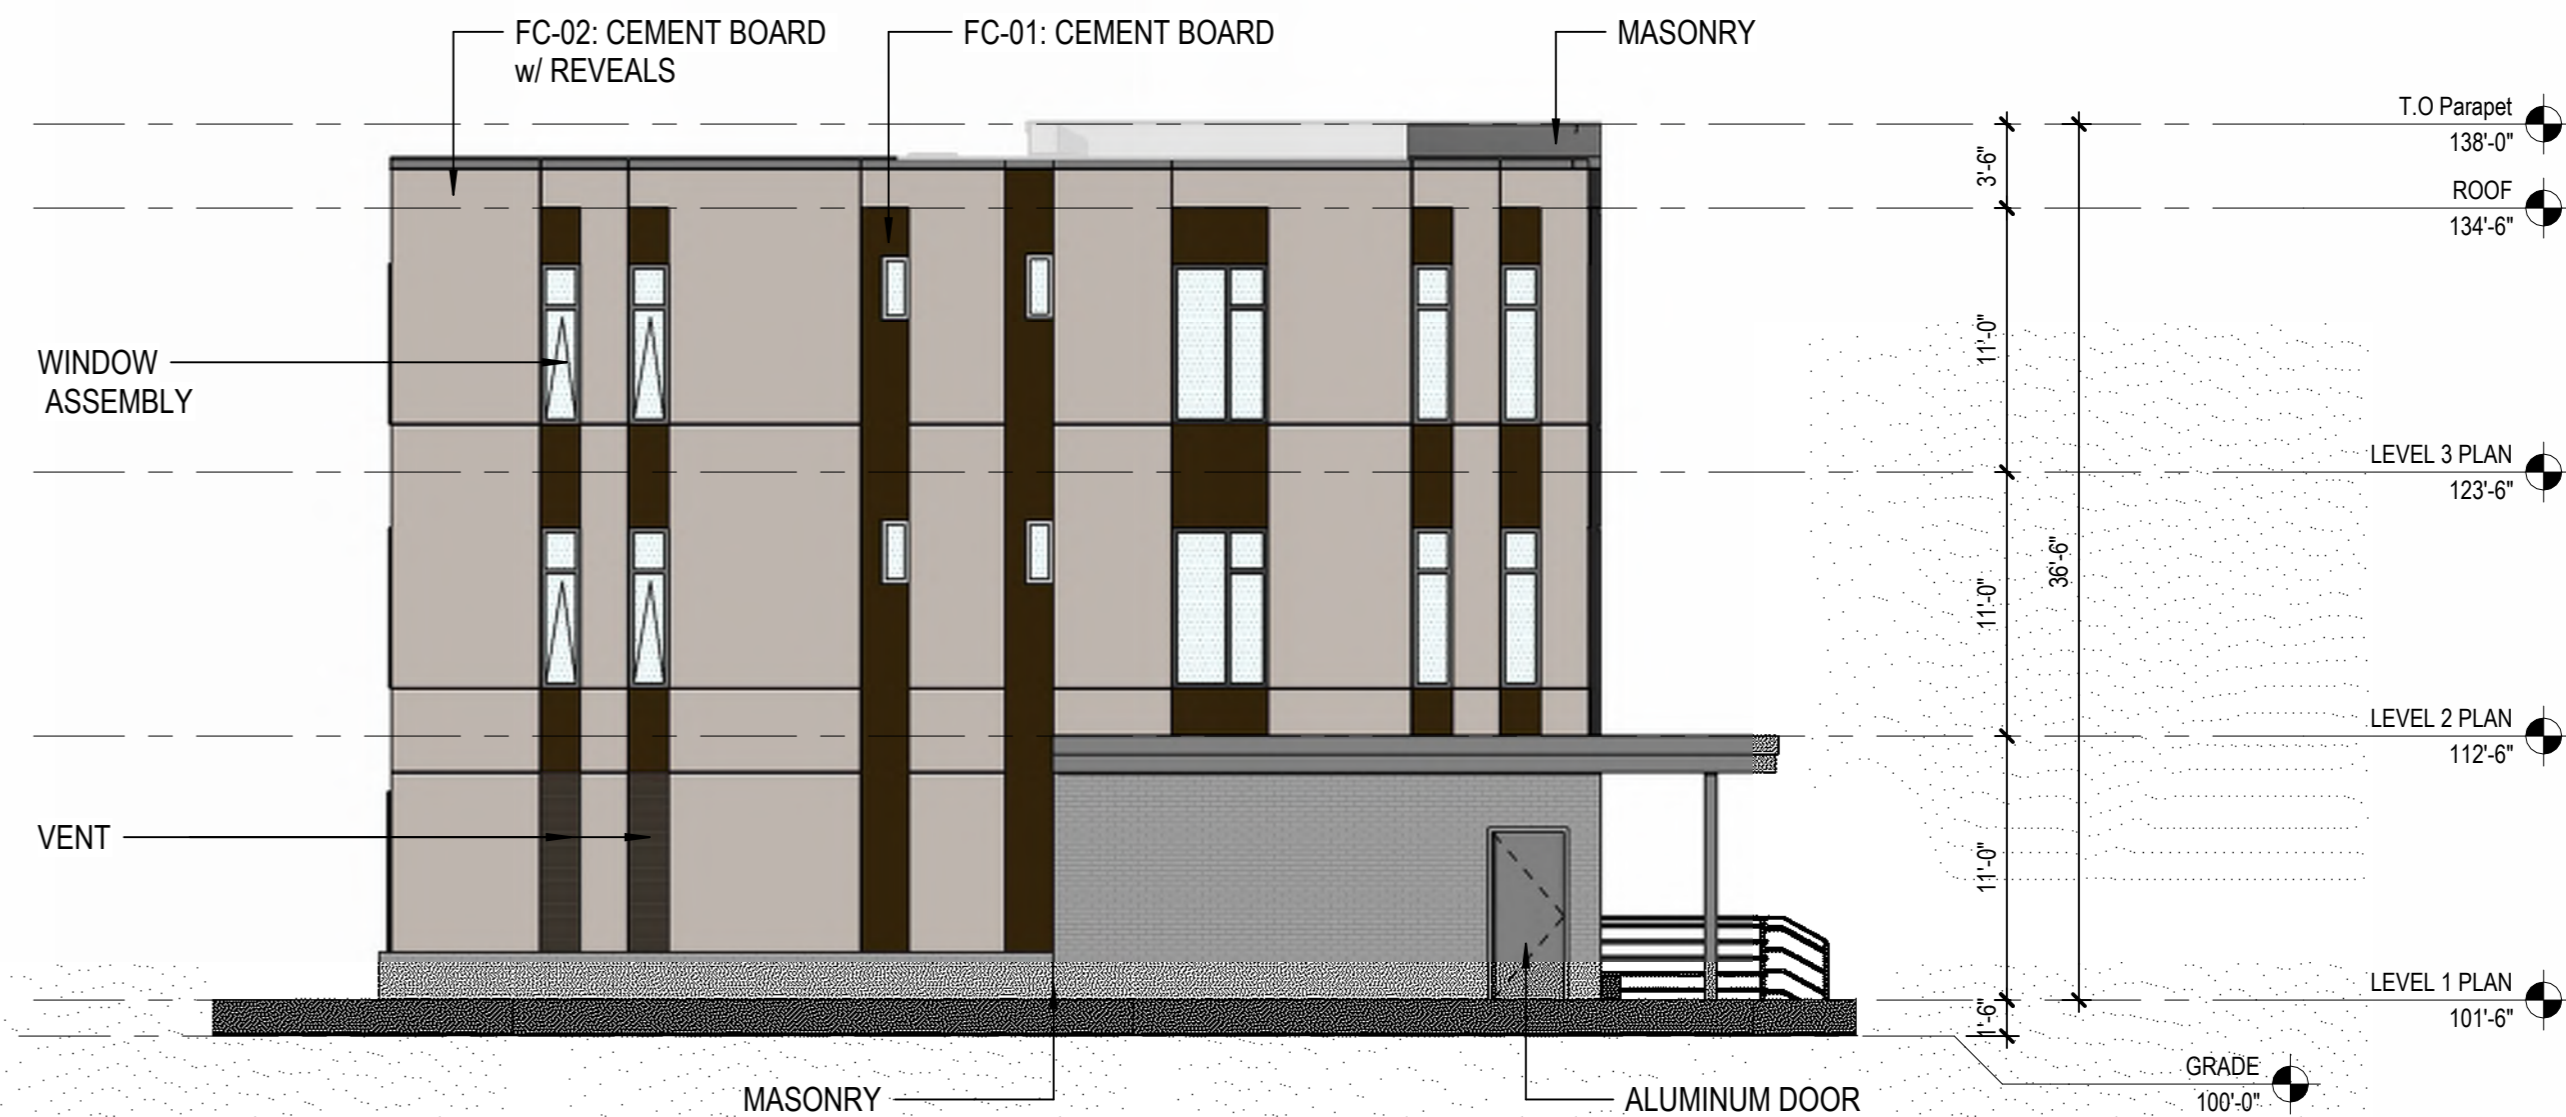 FC-02: CEMENT BOARD
w/ REVEALS
FC-01: CEMENT BOARD
MASONRY
T.O Parapet
138'-0"
3'-6"
ROOF
134'-6"
11'-0"
WINDOW
ASSEMBLY
LEVEL 3 PLAN
123'-6"
36'-6"
11'-0"
LEVEL 2 PLAN
112'-6"
VENT
11'-0"
LEVEL 1 PLAN
101'-6"
1'-6"
GRADE
100'-0"
MASONRY
ALUMINUM DOOR